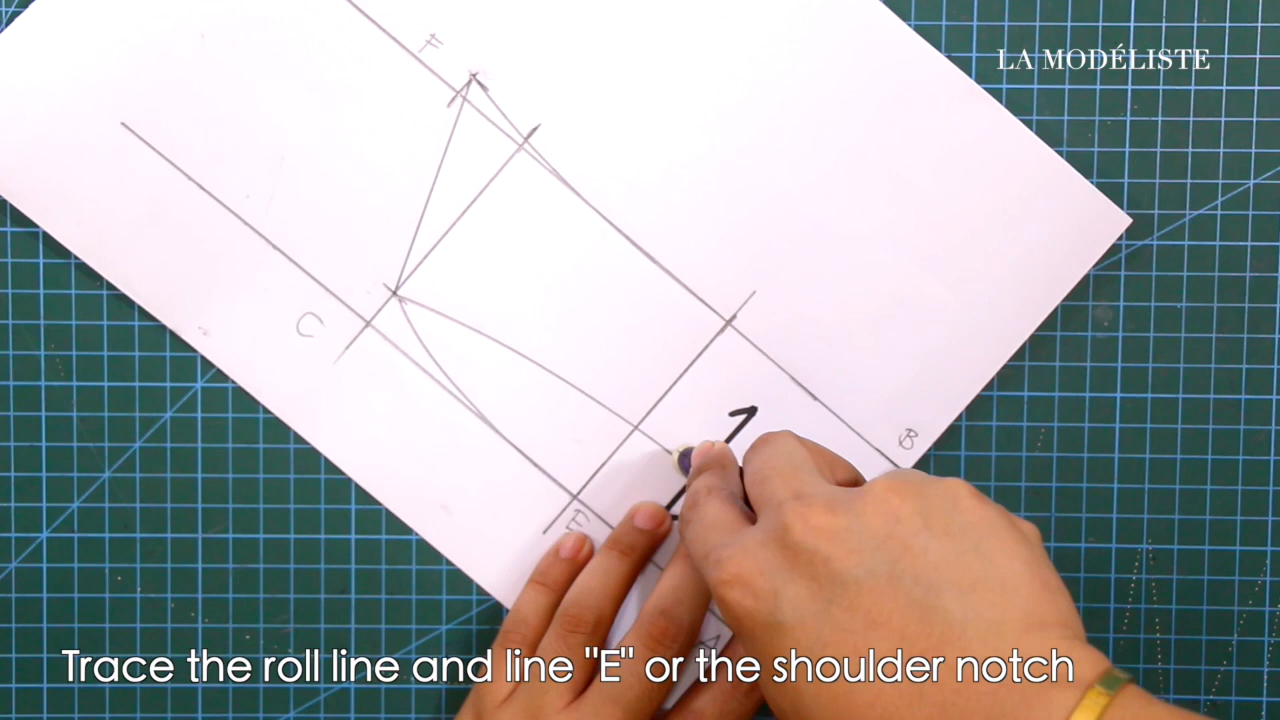 LA MODÉLISTE
F
C
B
1
E
A
Trace the roll line and line "E" or the shoulder notch